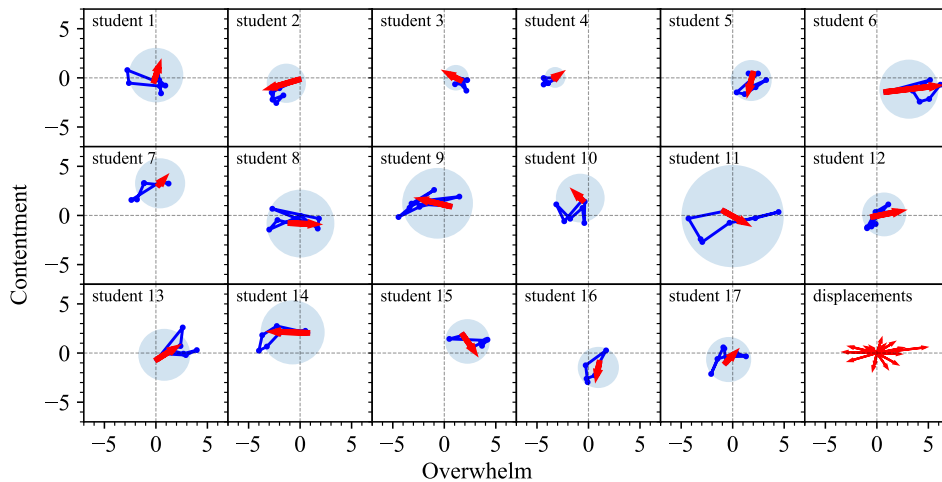 student 1
student 2
student 3
student 4
student 5
student 6
5
0
−5
student 7
student 8
student 9
student 10
student 11
student 12
5
0
−5
student 13
student 14
student 15
student 16
student 17
displacements
5
0
−5
−5 0 5 −5 0 5 −5 0 5 −5 0 5 −5 0 5 −5 0 5
Contentment
Overwhelm